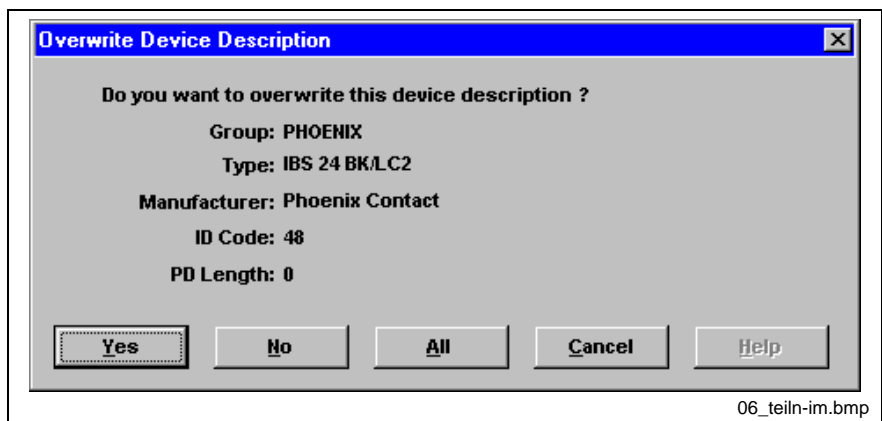 Overwrite Device Description
Do you want to overwrite this device description ?
Group: PHOENIX
Type: IBS 24 BK/LC2
Manufacturer: Phoenix Contact
ID Code: 48
PD Length: 0
Yes No All Cancel Help
06_teiln-im.bmp